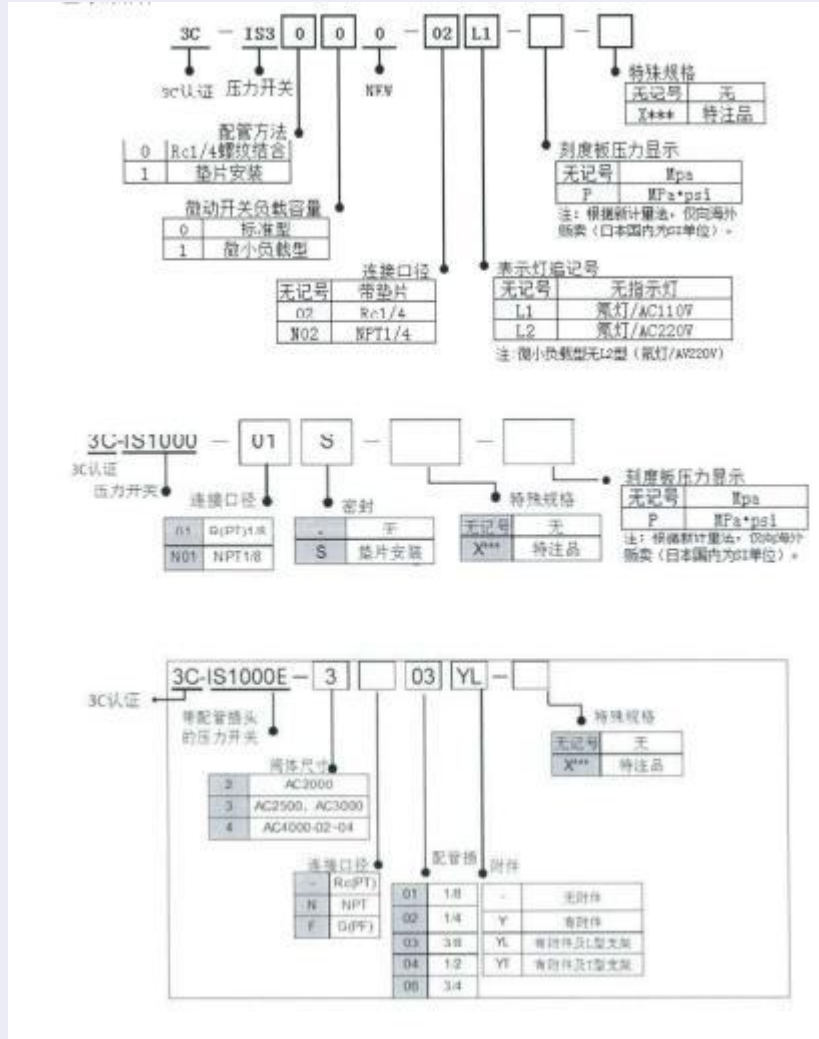 3C - IS3 0 0 0 - 02 L1 - -
3C认证 压力开关 NEW
特殊规格
无记号 无
X*** 特注品
配管方法
0 Rc1/4螺纹结合
1 垫片安装
刻度板压力显示
无记号 Mpa
P MPa•psi
注：根据新计量法，仅向海外
贩卖（日本国内为SI单位）。
微动开关负载容量
0 标准型
1 微小负载型
连接口径
无记号 带垫片
02 Rc1/4
N02 NPT1/4
表示灯追记号
无记号 无指示灯
L1 氖灯/AC110V
L2 氖灯/AC220V
注:微小负载型无L2型（氖灯/AV220V）
3C-IS1000 - 01 S - -
3C认证
压力开关
连接口径
01 R(PT)1/8
N01 NPT1/8
密封
- 无
S 垫片安装
特殊规格
无记号 无
X*** 特注品
刻度板压力显示
无记号 Mpa
P MPa•psi
注：根据新计量法，仅向海外
贩卖（日本国内为SI单位）。
3C-IS1000E - 3 03 YL -
3C认证
带配管插头
的压力开关
特殊规格
无记号 无
X*** 特注品
阀体尺寸
2 AC2000
3 AC2500、AC3000
4 AC4000-02~04
连接口径
- Rc(PT)
N NPT
F G(PF)
配管插
01 1/8
02 1/4
03 3/8
04 1/2
06 3/4
附件
- 无附件
Y 有附件
YL 有附件及L型支架
YT 有附件及T型支架